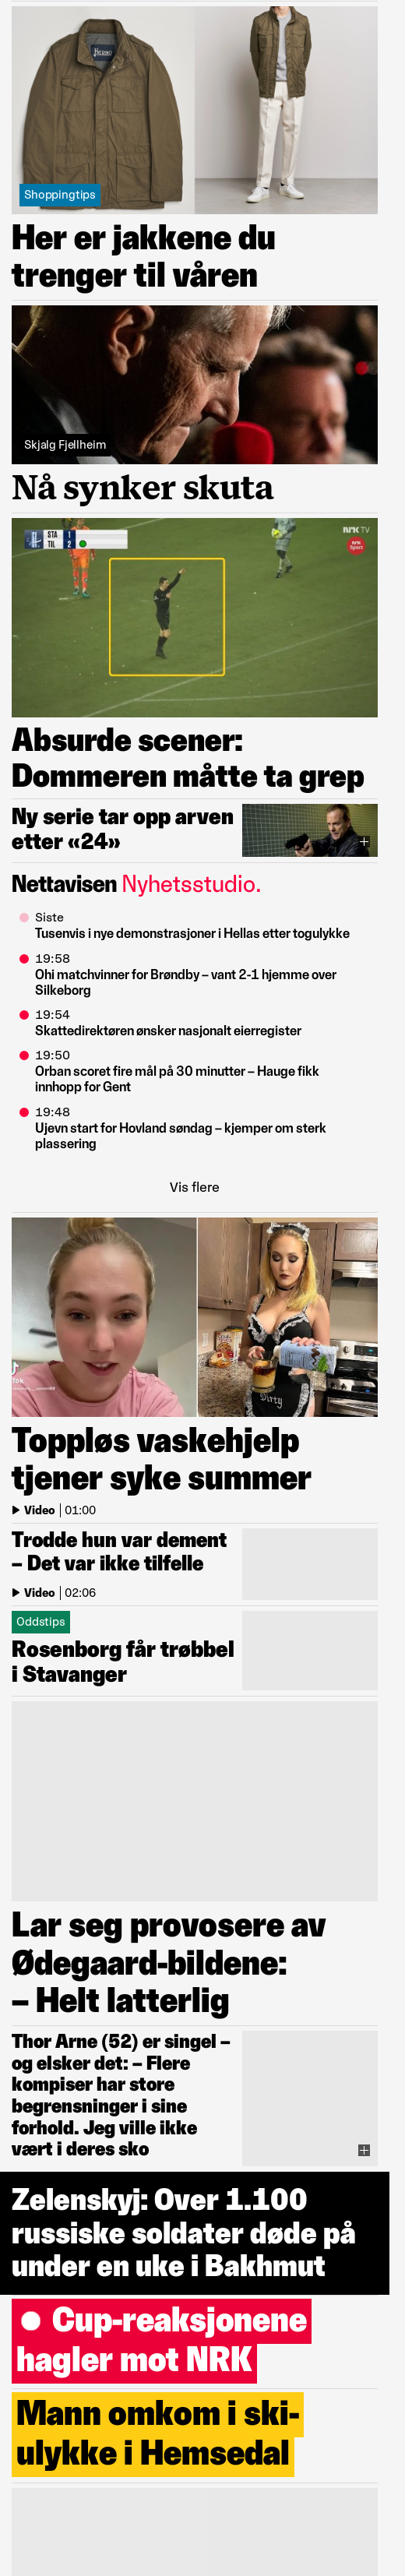 Shoppingtips
Her er jakkene du
trenger til våren
Skjalg Fjellheim
Nå synker skuta
STA 1
TIL 2
NRK TV
NRK
Sport
Absurde scener:
Dommeren måtte ta grep
Ny serie tar opp arven
etter «24»
Nettavisen Nyhetsstudio.
Siste
Tusenvis i nye demonstrasjoner i Hellas etter togulykke
19:58
Ohi matchvinner for Brøndby – vant 2-1 hjemme over
Silkeborg
19:54
Skattedirektøren ønsker nasjonalt eierregister
19:50
Orban scoret fire mål på 30 minutter – Hauge fikk
innhopp for Gent
19:48
Ujevn start for Hovland søndag – kjemper om sterk
plassering
Vis flere
Dirty
Toppløs vaskehjelp
tjener syke summer
Video 01:00
Trodde hun var dement
– Det var ikke tilfelle
Video 02:06
Oddstips
Rosenborg får trøbbel
i Stavanger
Lar seg provosere av
Ødegaard-bildene:
– Helt latterlig
Thor Arne (52) er singel –
og elsker det: – Flere
kompiser har store
begrensninger i sine
forhold. Jeg ville ikke
vært i deres sko
Zelenskyj: Over 1.100
russiske soldater døde på
under en uke i Bakhmut
Cup-reaksjonene
hagler mot NRK
Mann omkom i ski-
ulykke i Hemsedal